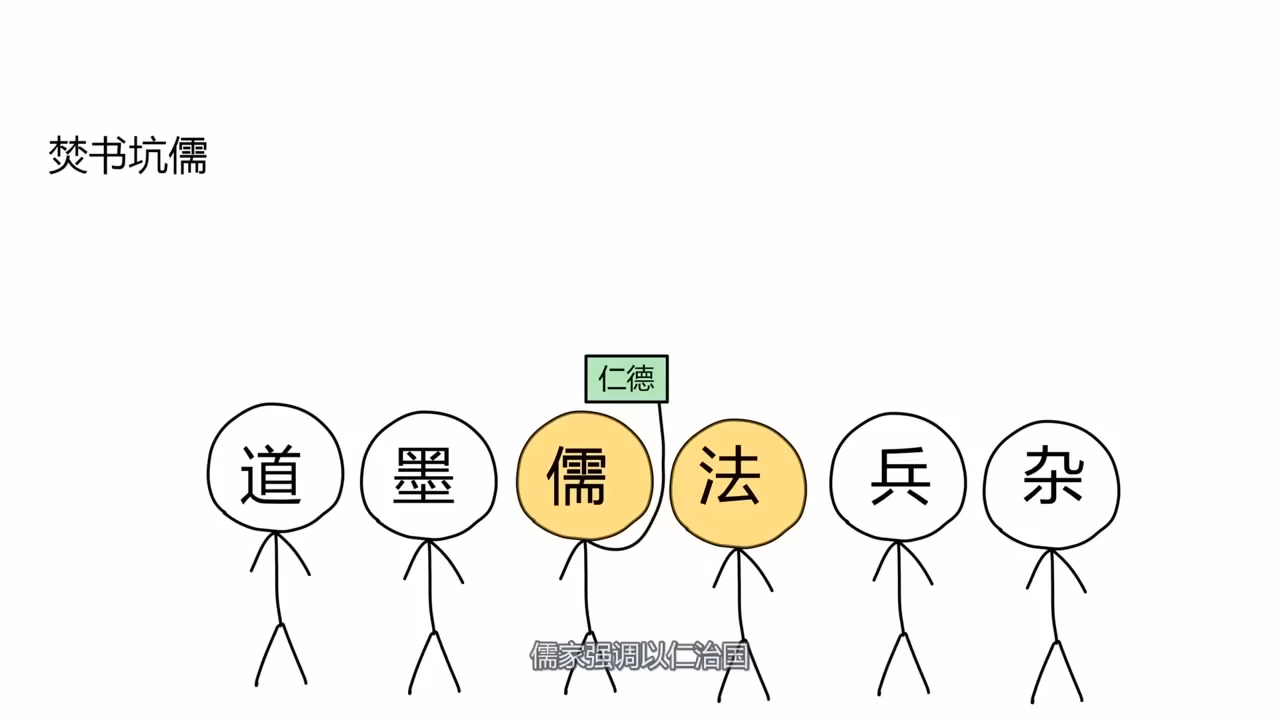 焚书坑儒
仁德
道 墨 儒 法 兵 杂
儒家强调以仁治国